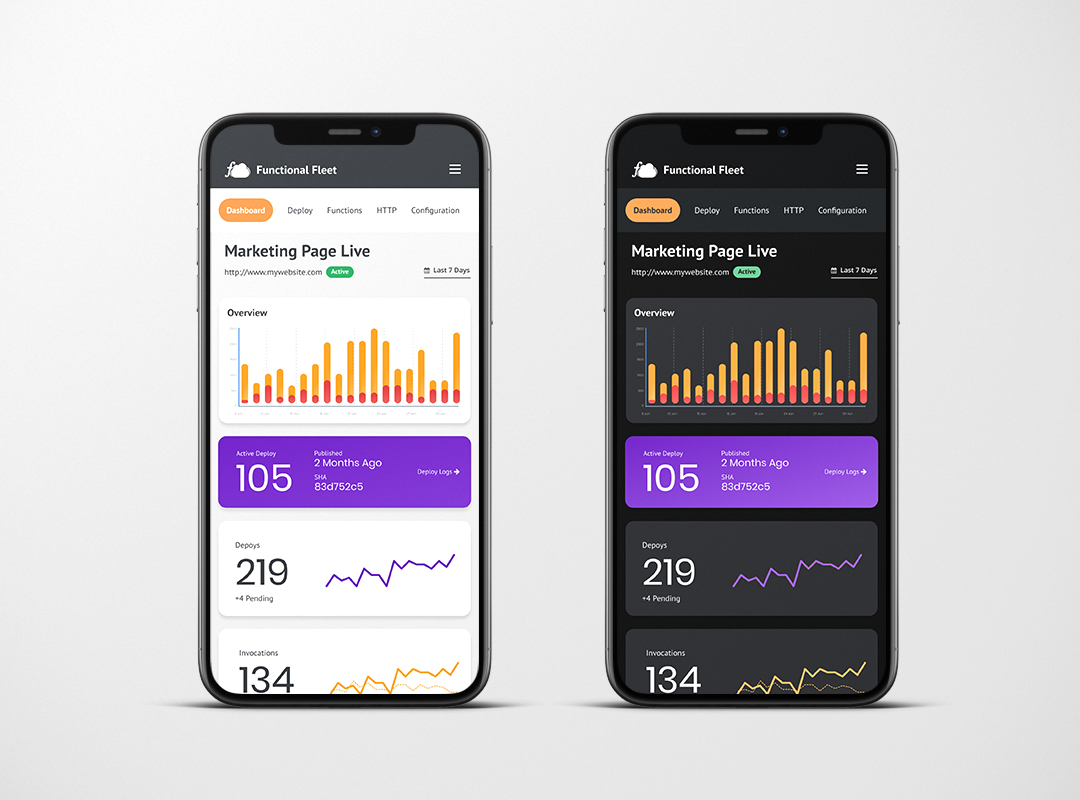 Functional Fleet
Dashboard Deploy Functions HTTP Configuration
Marketing Page Live
http://www.mywebsite.com Active Last 7 Days
Overview
Active Deploy
105
Published
2 Months Ago
SHA
83d752c5
Deploy Logs →
Depoys
219
+4 Pending
Invocations
134
Functional Fleet
Dashboard Deploy Functions HTTP Configuration
Marketing Page Live
http://www.mywebsite.com Active Last 7 Days
Overview
Active Deploy
105
Published
2 Months Ago
SHA
83d752c5
Deploy Logs →
Depoys
219
+4 Pending
Invocations
134